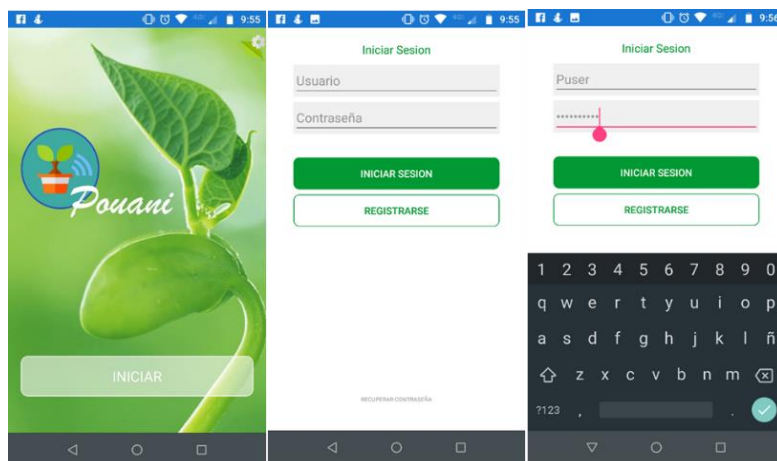 9:55
Pouani
INICIAR
9:55
Iniciar Sesion
Usuario
Contraseña
INICIAR SESION
REGISTRARSE
RECUPERAR CONTRASEÑA
9:56
Iniciar Sesion
Puser
••••••••••
INICIAR SESION
REGISTRARSE
1 2 3 4 5 6 7 8 9 0
q w e r t y u i o p
a s d f g h j k l ñ
z x c v b n m
?123 , .